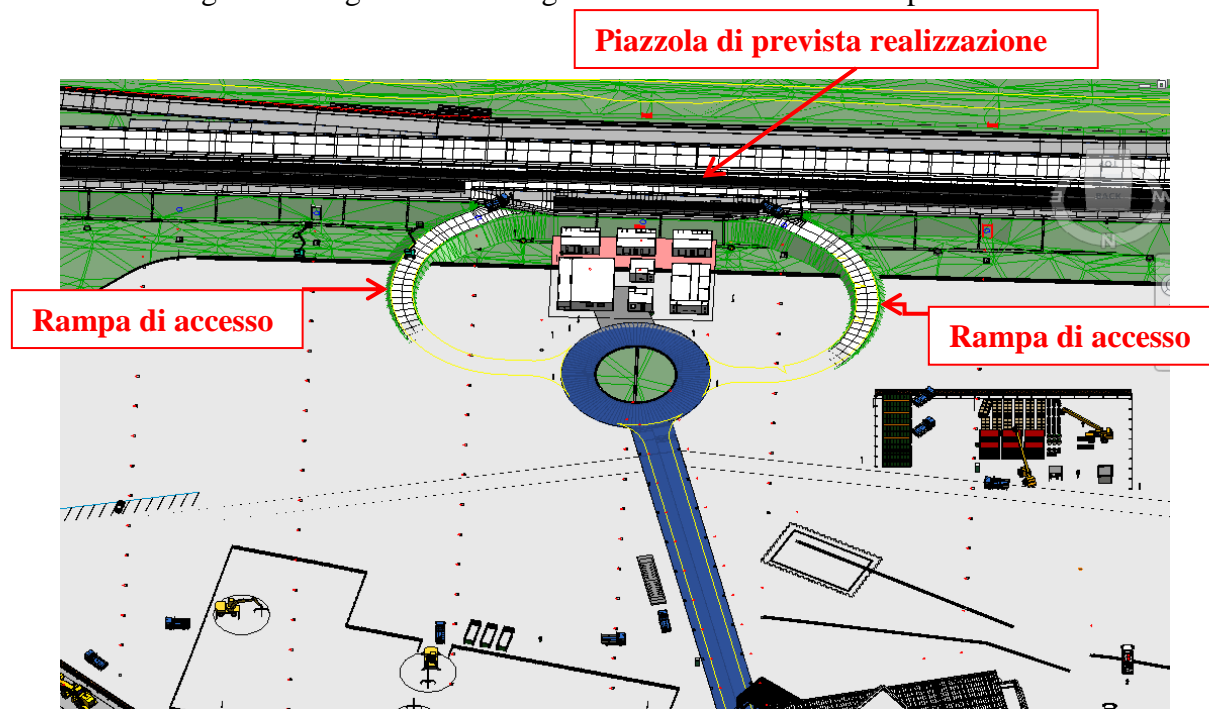 Piazzola di prevista realizzazione
E
W
N
Rampa di accesso
Rampa di accesso